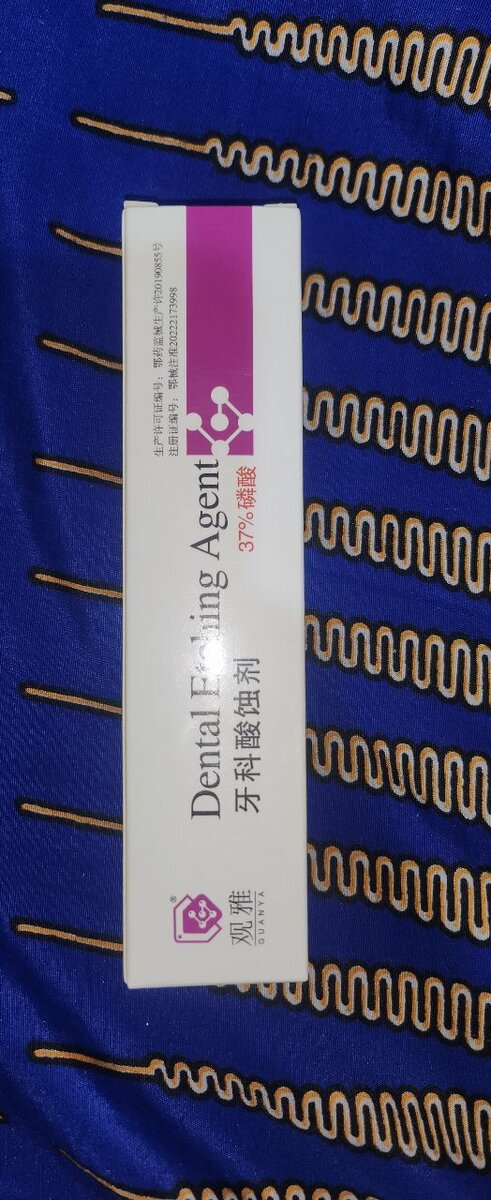 观雅
GUANYA
®
Dental Etching Agent
牙科酸蚀剂
37%磷酸
生产许可证编号：鄂药监械生产许20190855号
注册证编号：鄂械注准20222173998